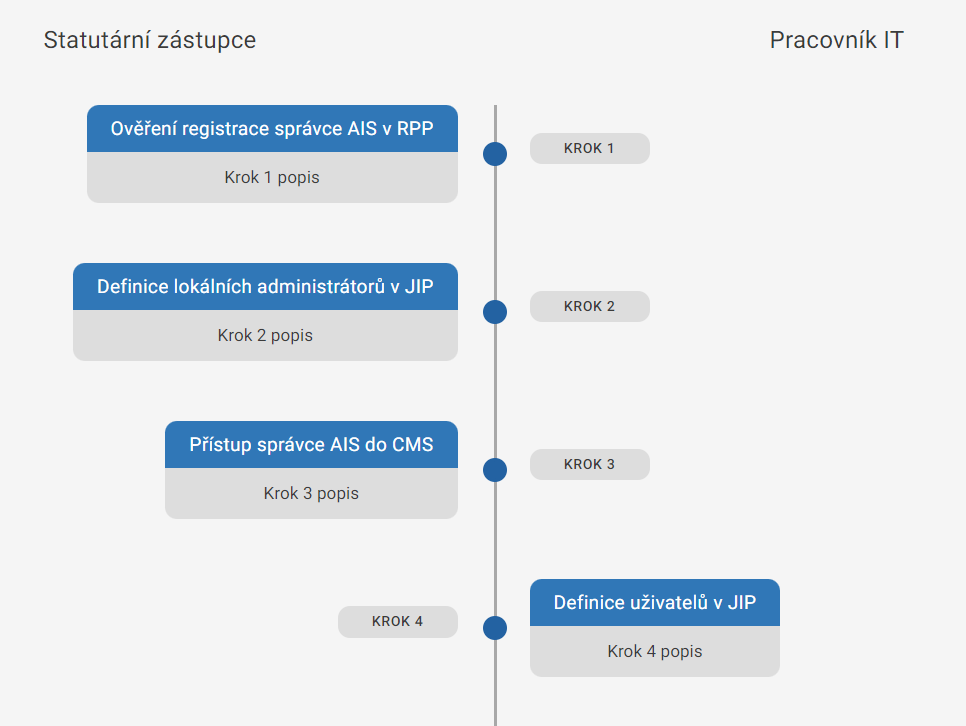 Statutární zástupce
Pracovník IT
Ověření registrace správce AIS v RPP
Krok 1 popis
KROK 1
Definice lokálních administrátorů v JIP
Krok 2 popis
KROK 2
Přístup správce AIS do CMS
Krok 3 popis
KROK 3
KROK 4
Definice uživatelů v JIP
Krok 4 popis